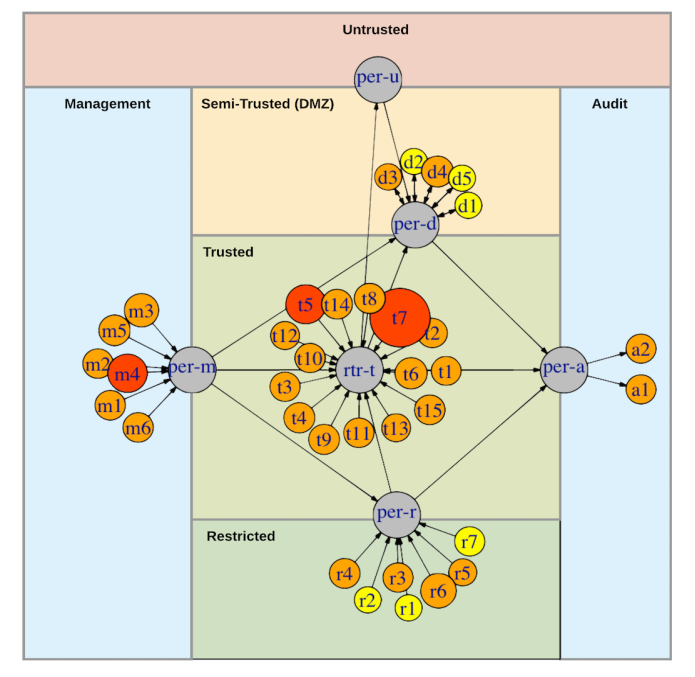 Untrusted
per-u
Management
Semi-Trusted (DMZ)
Audit
d2
d3
d4
d5
d1
per-d
Trusted
t5
t14
t8
t7
m3
m5
t12
t2
t10
a2
m2
m4
per-m
rtr-t
t6
t1
per-a
t3
a1
m1
t4
t15
m6
t9
t11
t13
per-r
Restricted
r7
r4
r3
r5
r6
r2
r1